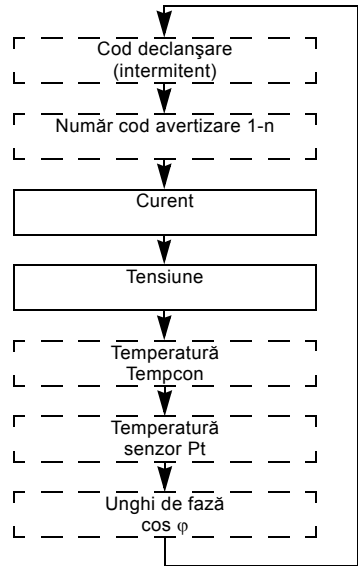 Cod declanşare
(intermitent)
Număr cod avertizare 1-n
Curent
Tensiune
Temperatură
Tempcon
Temperatură
senzor Pt
Unghi de fază
cos φ